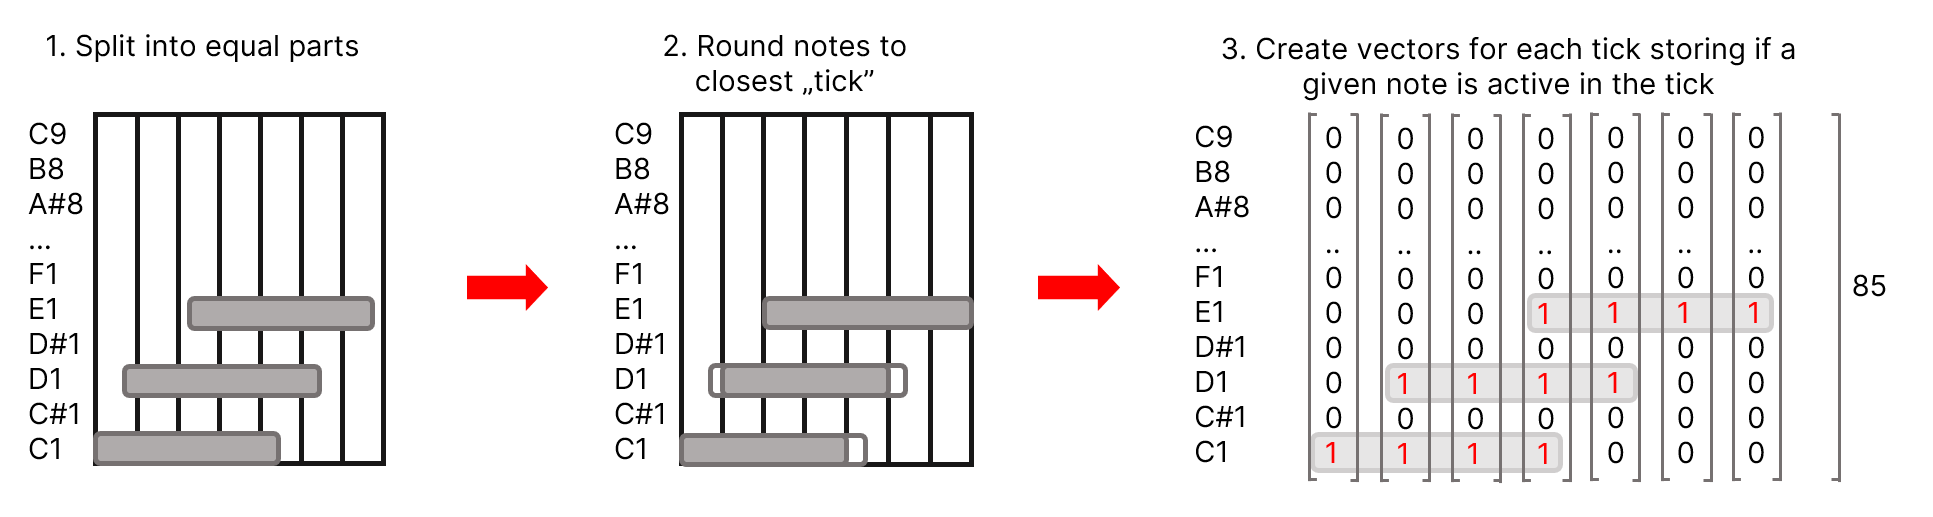 1. Split into equal parts
C9
B8
A#8
...
F1
E1
D#1
D1
C#1
C1
2. Round notes to
closest „tick”
C9
B8
A#8
...
F1
E1
D#1
D1
C#1
C1
3. Create vectors for each tick storing if a
given note is active in the tick
C9 0 0 0 0 0 0 0
B8 0 0 0 0 0 0 0
A#8 0 0 0 0 0 0 0
... .. .. .. .. .. .. ..
F1 0 0 0 0 0 0 0
E1 0 0 0 1 1 1 1
D#1 0 0 0 0 0 0 0
D1 0 1 1 1 1 0 0
C#1 0 0 0 0 0 0 0
C1 1 1 1 1 0 0 0
85